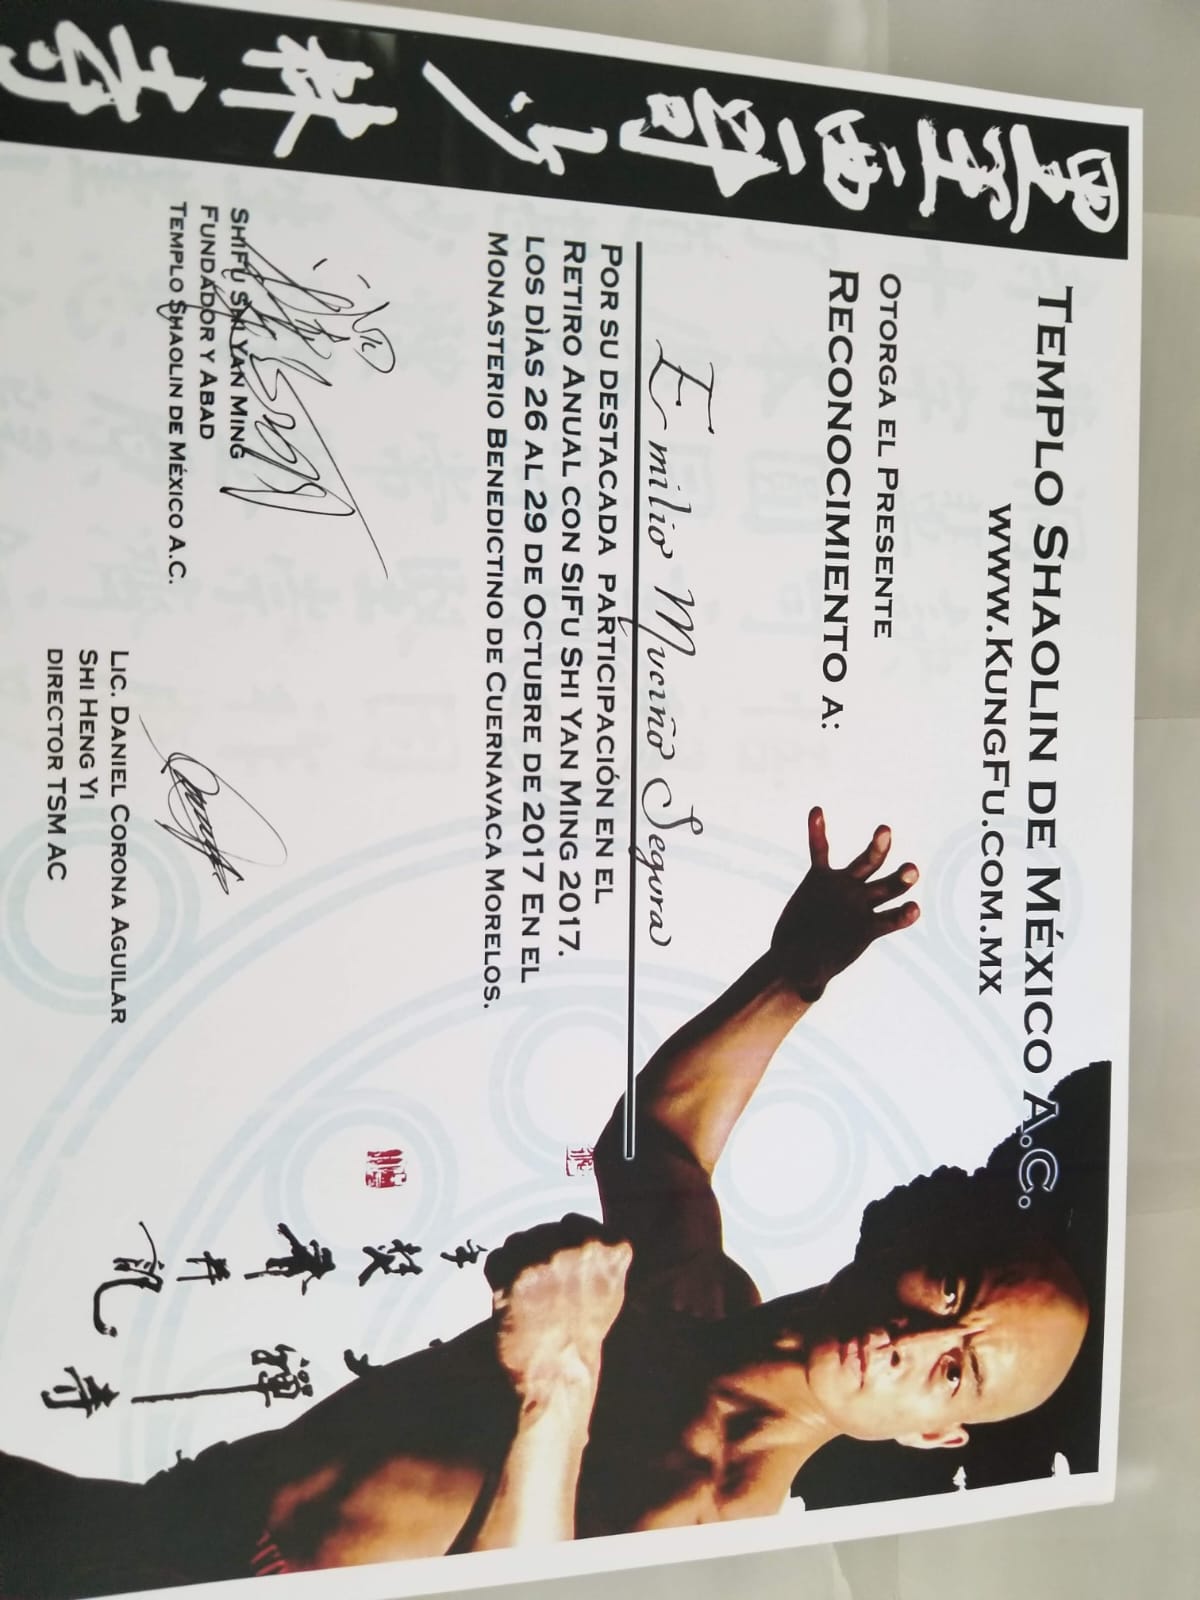 墨西哥少林寺
TEMPLO SHAOLIN DE MÉXICO A.C.
WWW.KUNGFU.COM.MX
OTORGA EL PRESENTE
RECONOCIMIENTO A:
Emilio Muciño Segura
POR SU DESTACADA PARTICIPACIÓN EN EL
RETIRO ANUAL CON SIFU SHI YAN MING 2017.
LOS DÌAS 26 AL 29 DE OCTUBRE DE 2017 EN EL
MONASTERIO BENEDICTINO DE CUERNAVACA MORELOS.
SHIFU SHI YAN MING
FUNDADOR Y ABAD
TEMPLO SHAOLIN DE MÉXICO A.C.
LIC. DANIEL CORONA AGUILAR
SHI HENG YI
DIRECTOR TSM AC
禪
寺